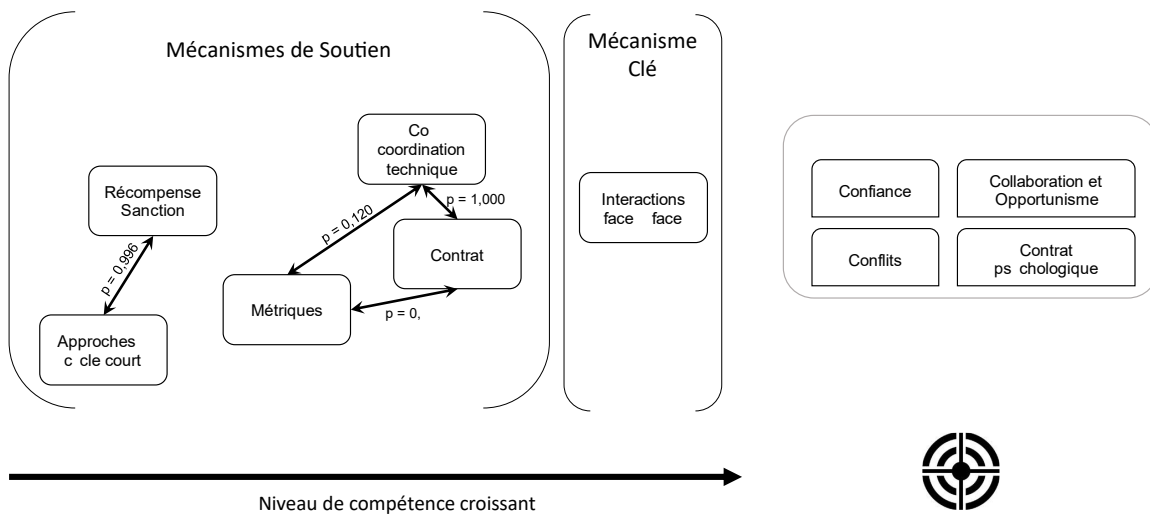 Mécanismes de Soutien
Mécanisme
Clé
Co
coordination
technique
Récompense
Sanction
p = 0,996
Approches
c cle court
p = 0,120
p = 1,000
Contrat
Métriques
p = 0,
Interactions
face face
Confiance
Collaboration et
Opportunisme
Conflits
Contrat
ps chologique
Niveau de compétence croissant